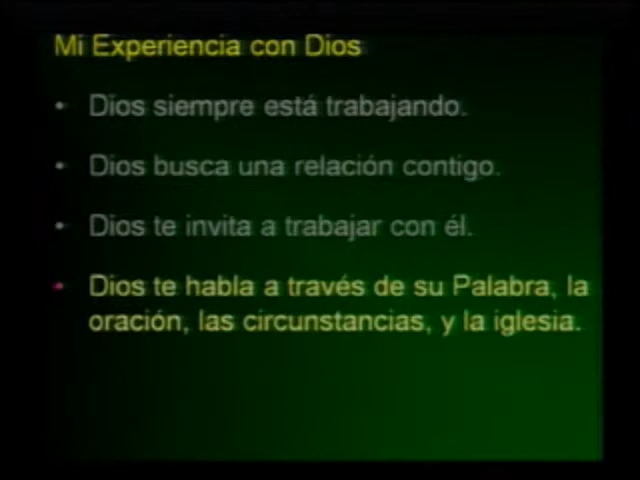 Mi Experiencia con Dios
• Dios siempre está trabajando.
• Dios busca una relación contigo.
• Dios te invita a trabajar con él.
• Dios te habla a través de su Palabra, la
oración, las circunstancias, y la iglesia.